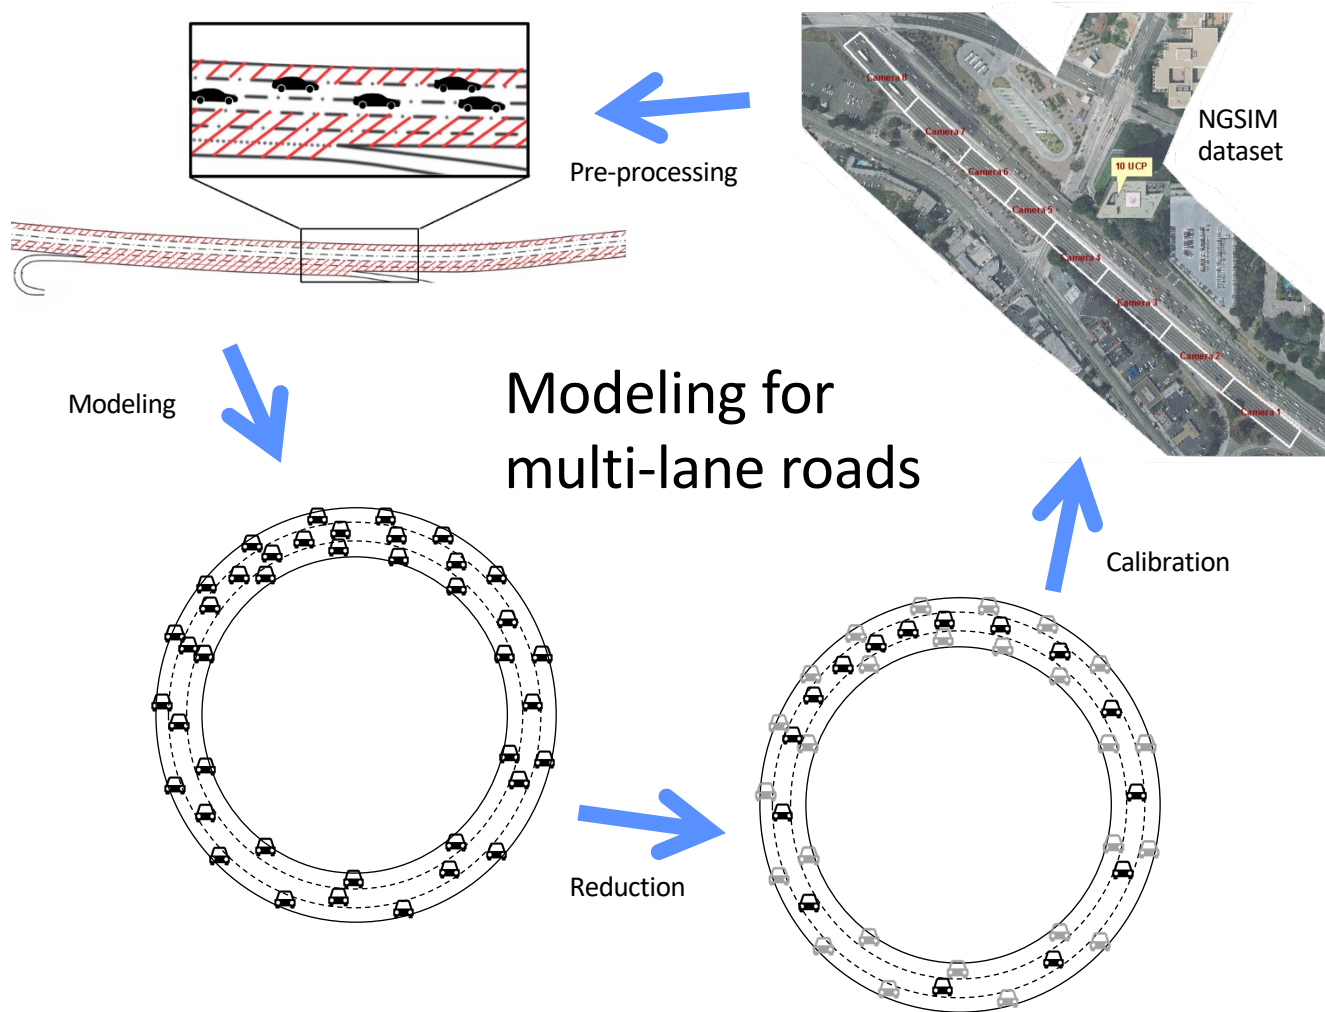 NGSIM
dataset
Pre-processing
Camera 8
Camera 7
Camera 6
10 UCP
Camera 5
Camera 4
Camera 3
Camera 2
Camera 1
Modeling
Modeling for
multi-lane roads
Calibration
Reduction